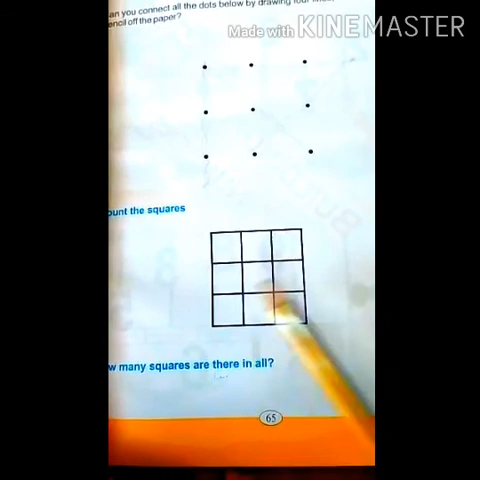 an you connect all the dots below by drawing four
encil off the paper?
Made with KINEMASTER
ount the squares
w many squares are there in all?
65